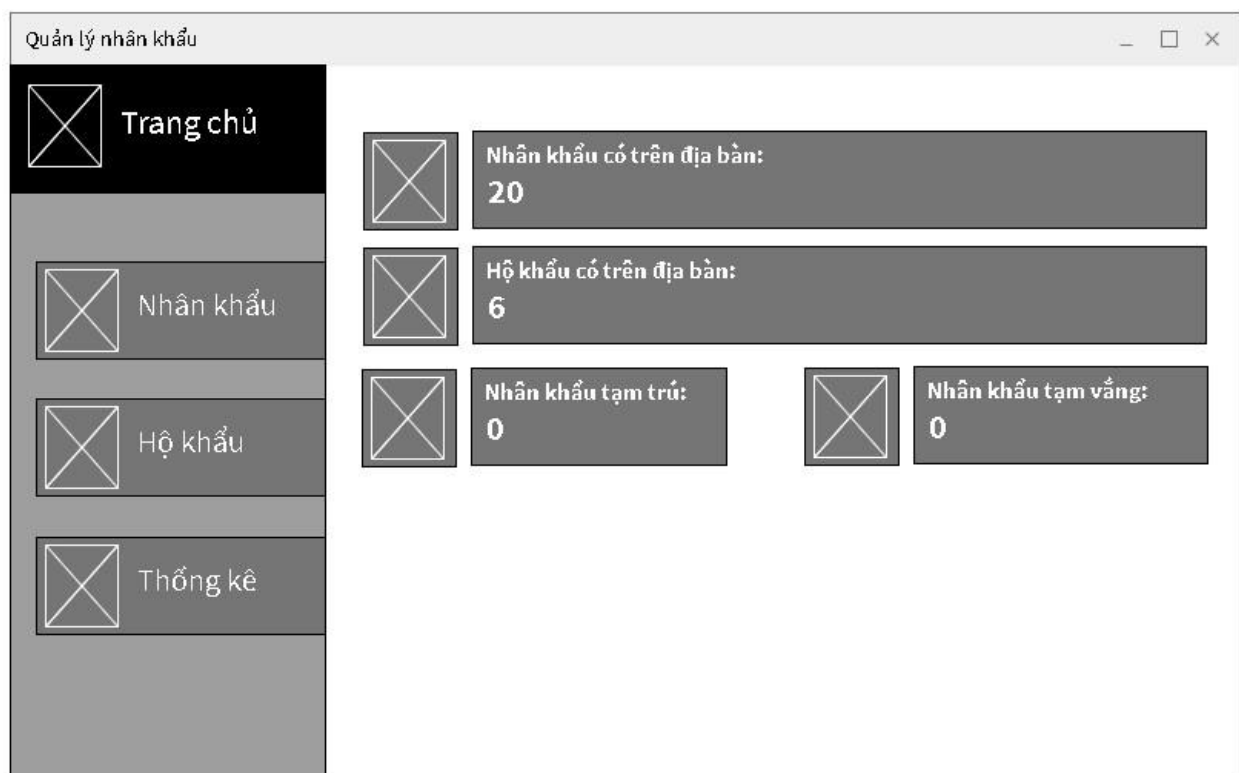 Quản lý nhân khẩu
Trang chủ
Nhân khẩu
Hộ khẩu
Thống kê
Nhân khẩu có trên địa bàn:
20
Hộ khẩu có trên địa bàn:
6
Nhân khẩu tạm trú:
0
Nhân khẩu tạm vắng:
0